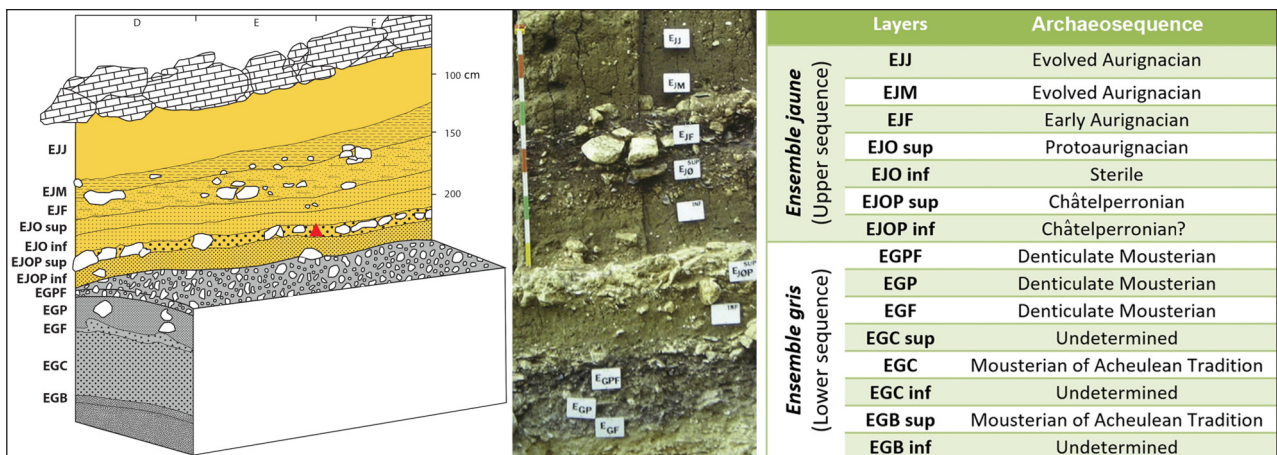 D E F
100 cm
150
200
EJJ
EJM
EJF
EJO sup
EJO inf
EJOP sup
EJOP inf
EGPF
EGP
EGF
EGC
EGB
EJJ
EJM
EJF
EJO SUP
INF
EJOP SUP
INF
EGPF
EGP
EGF
Layers Archaeosequence
Ensemble jaune
(Upper sequence)
EJJ Evolved Aurignacian
EJM Evolved Aurignacian
EJF Early Aurignacian
EJO sup Protoaurignacian
EJO inf Sterile
EJOP sup Châtelperronian
EJOP inf Châtelperronian?
Ensemble gris
(Lower sequence)
EGPF Denticulate Mousterian
EGP Denticulate Mousterian
EGF Denticulate Mousterian
EGC sup Undetermined
EGC Mousterian of Acheulean Tradition
EGC inf Undetermined
EGB sup Mousterian of Acheulean Tradition
EGB inf Undetermined